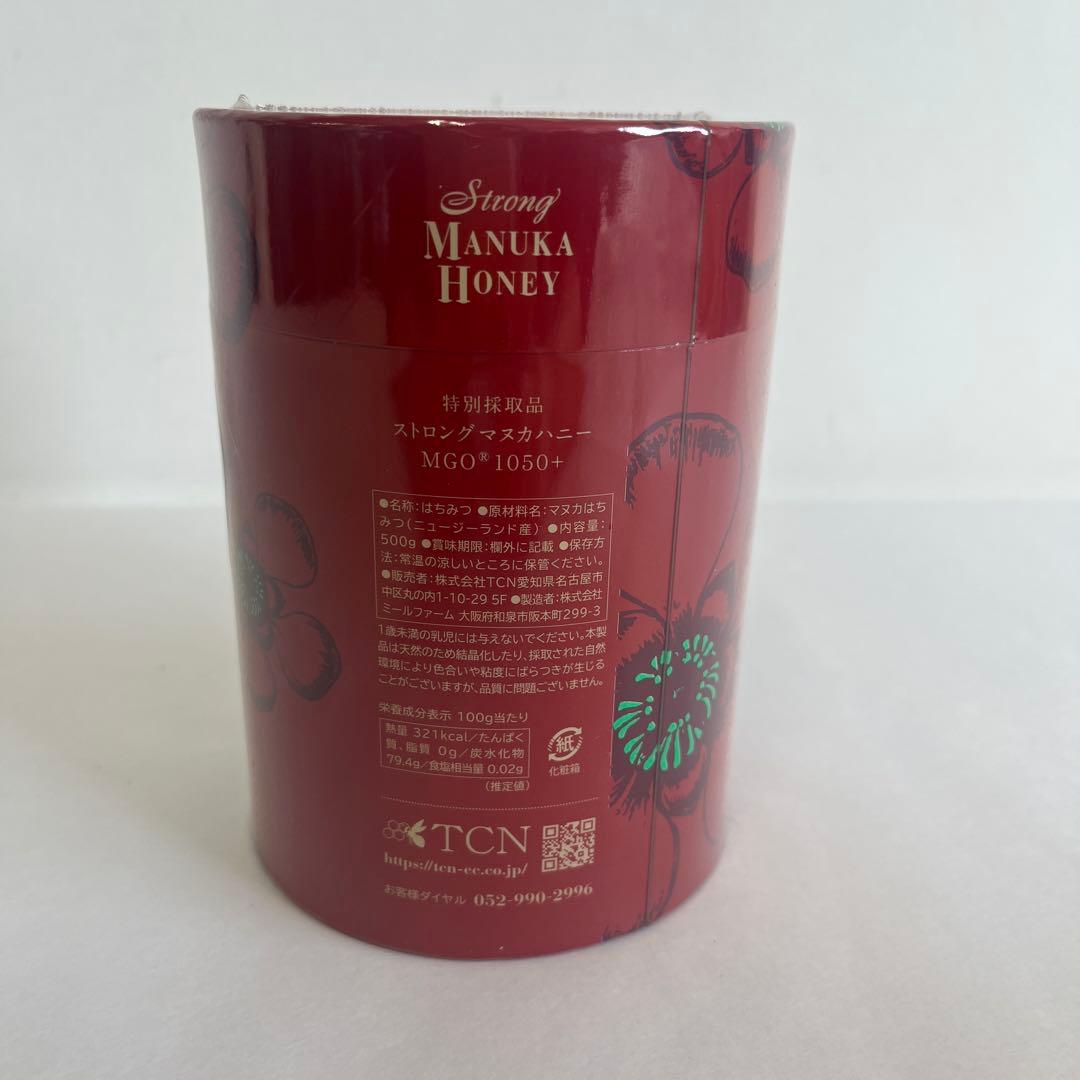 Strong
MANUKA
HONEY
特別採取品
ストロングマヌカハニー
MGO® 1050+
●名称:はちみつ ●原材料名:マヌカはち
みつ(ニュージーランド産) ●内容量:
500g ●賞味期限:欄外に記載 ●保存方
法:常温の涼しいところに保管ください。
●販売者:株式会社TCN愛知県名古屋市
中区丸の内1-10-29 5F ●製造者:株式会社
ミールファーム 大阪府和泉市阪本町299-3
1歳未満の乳児には与えないでください。本製
品は天然のため結晶化したり、採取された自然
環境により色合いや粘度にばらつきが生じる
ことがございますが、品質に問題ございません。
栄養成分表示 100g当たり
熱量 321kcal/たんぱく
質、脂質 0g/炭水化物
79.4g/食塩相当量 0.02g
(推定値)
紙
化粧箱
TCN
https://tcn-ec.co.jp/
お客様ダイヤル 052-990-2996